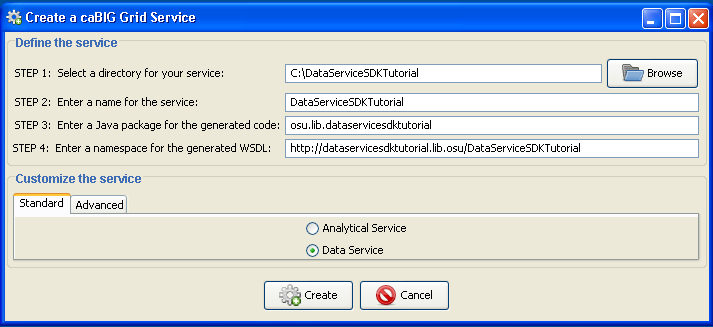 Create a caBIG Grid Service
Define the service
STEP 1: Select a directory for your service: C:\DataServiceSDKTutorial Browse
STEP 2: Enter a name for the service: DataServiceSDKTutorial
STEP 3: Enter a Java package for the generated code: osu.lib.dataservicesdktutorial
STEP 4: Enter a namespace for the generated WSDL: http://dataservicesdktutorial.lib.osu/DataServiceSDKTutorial
Customize the service
Standard Advanced
Analytical Service
Data Service
Create Cancel